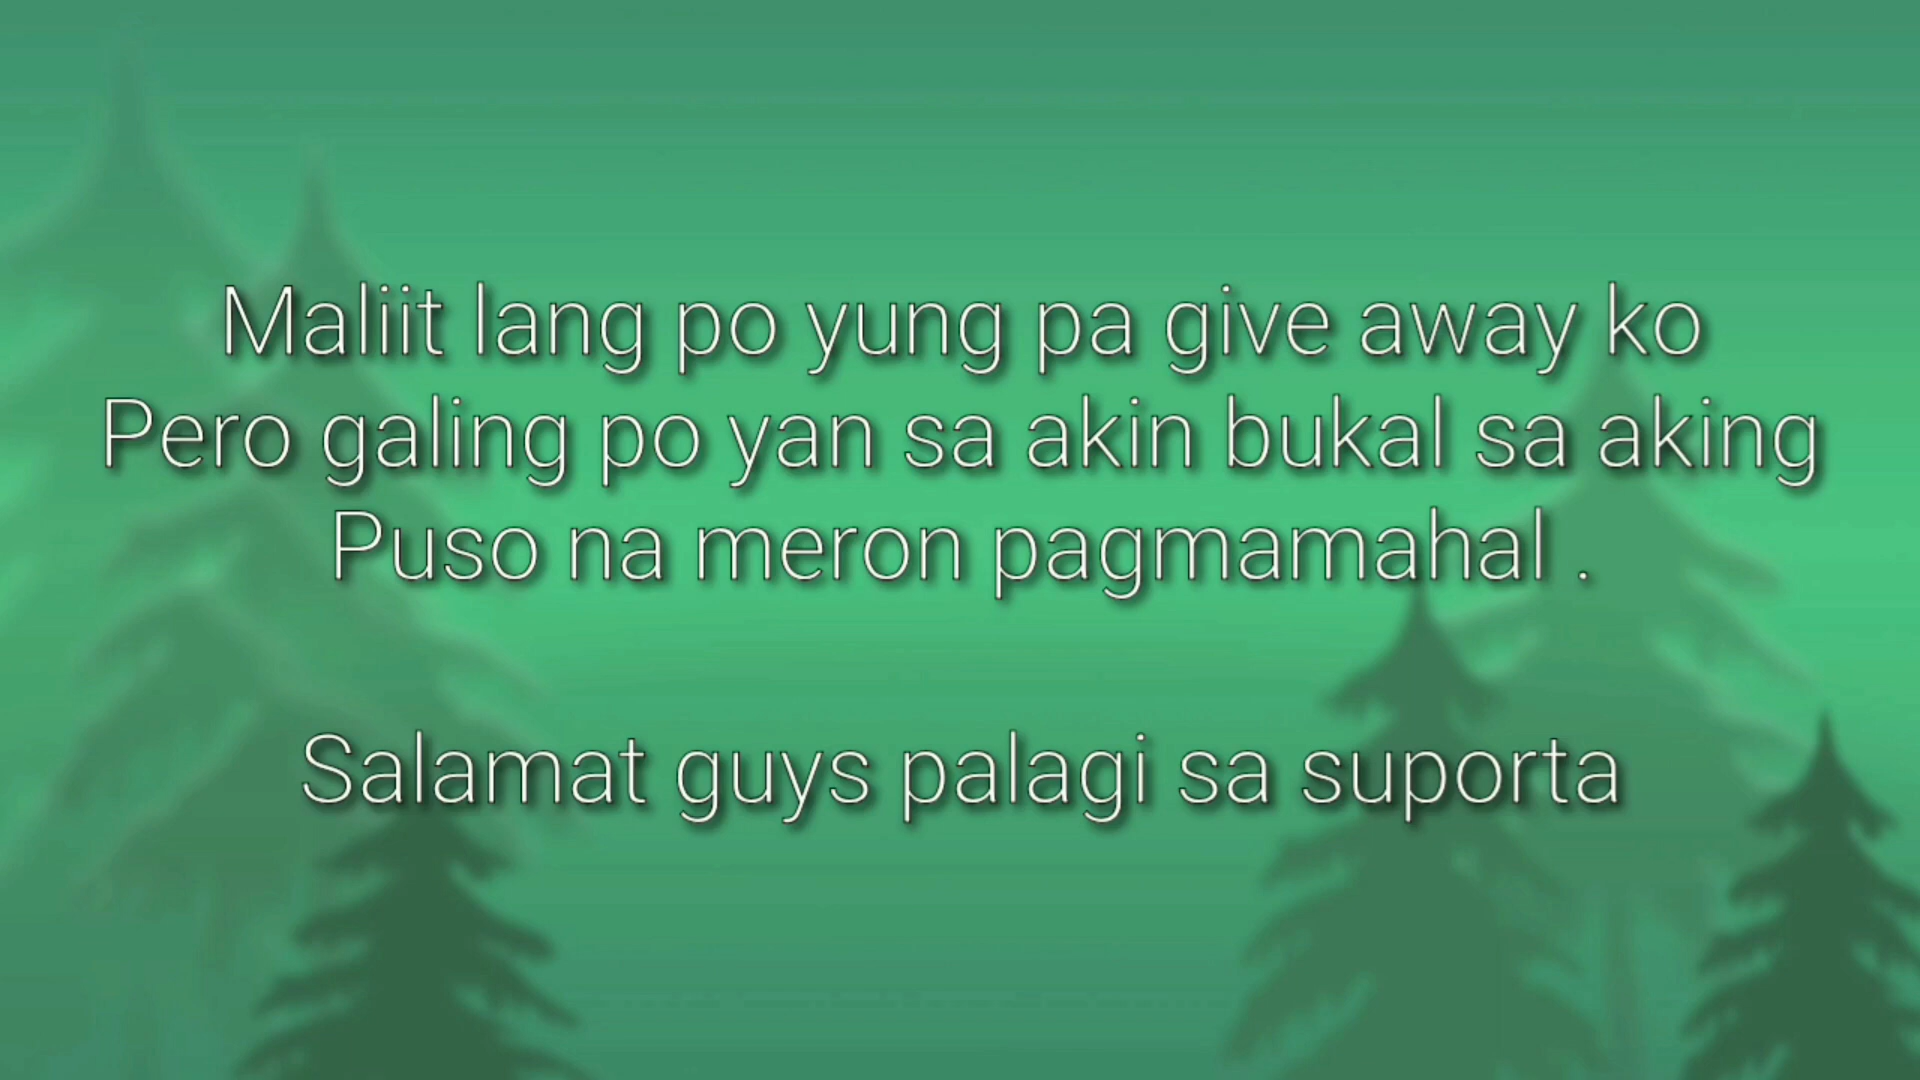 Maliit lang po yung pa give away ko
Pero galing po yan sa akin bukal sa aking
Puso na meron pagmamahal .
Salamat guys palagi sa suporta